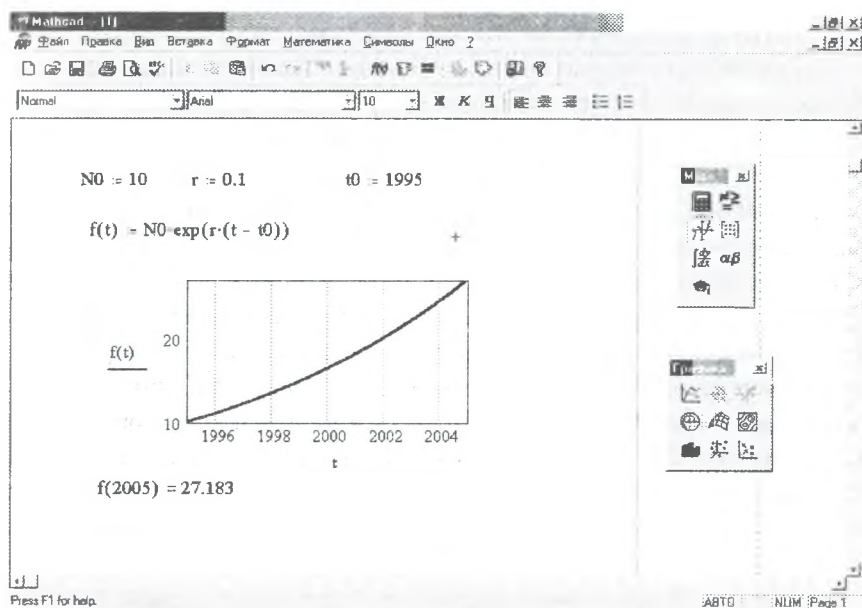 Mathcad - [1]
Файл Правка Вид Вставка Формат Математика Символы Окно ?
Normal Arial 10 Ж К Ч
N0 := 10 r := 0.1 t0 := 1995
f(t) := N0·exp(r·(t − t0))
f(t)
20
10
1996 1998 2000 2002 2004
t
f(2005) = 27.183
αβ
Press F1 for help.
АВТО NUM Page 1